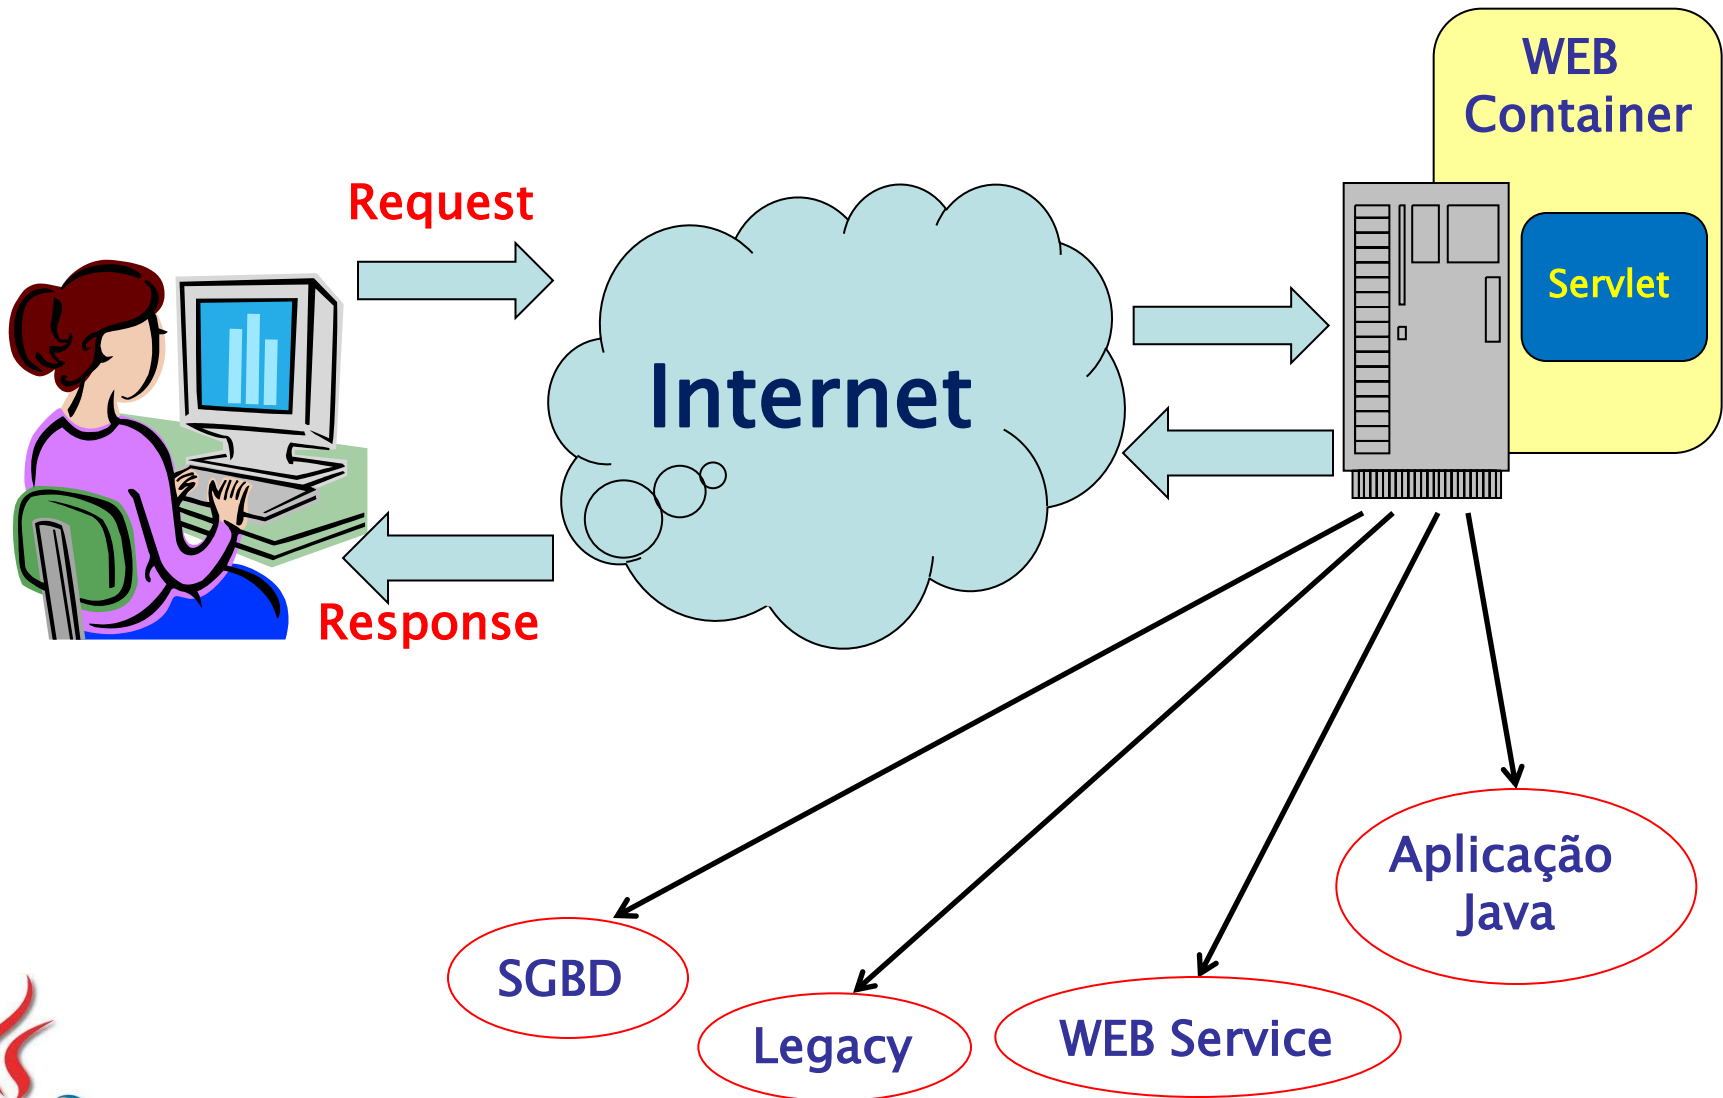 WEB
Container
Request
Servlet
Internet
Response
Aplicação
Java
SGBD
Legacy
WEB Service